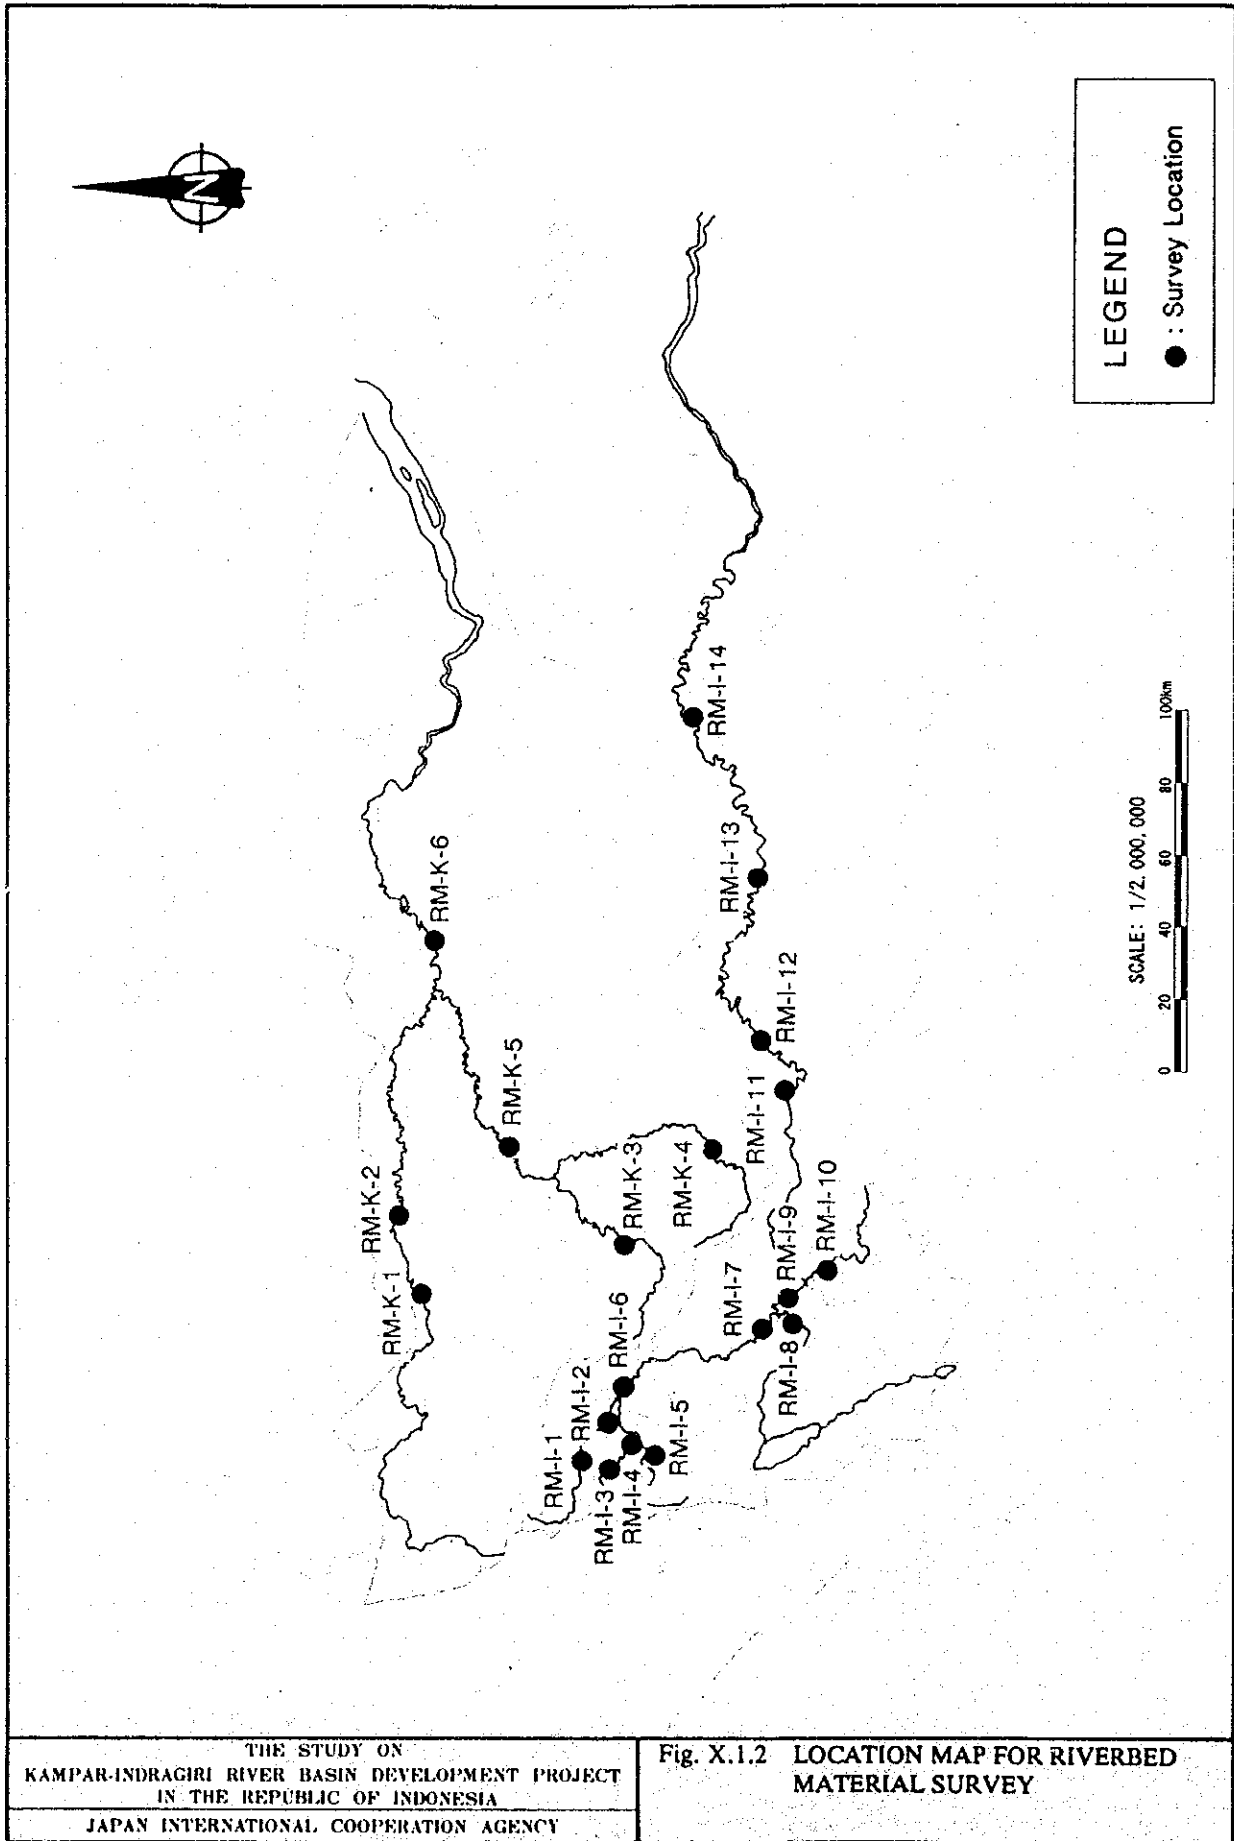 N
RM-K-1
RM-K-2
RM-K-3
RM-K-4
RM-K-5
RM-K-6
RM-I-1
RM-I-2
RM-I-3
RM-I-4
RM-I-5
RM-I-6
RM-I-7
RM-I-8
RM-I-9
RM-I-10
RM-I-11
RM-I-12
RM-I-13
RM-I-14
LEGEND
● : Survey Location
SCALE: 1/2,000,000
0 20 40 60 80 100km
THE STUDY ON
KAMPAR-INDRAGIRI RIVER BASIN DEVELOPMENT PROJECT
IN THE REPUBLIC OF INDONESIA
JAPAN INTERNATIONAL COOPERATION AGENCY
Fig. X.1.2 LOCATION MAP FOR RIVERBED
MATERIAL SURVEY